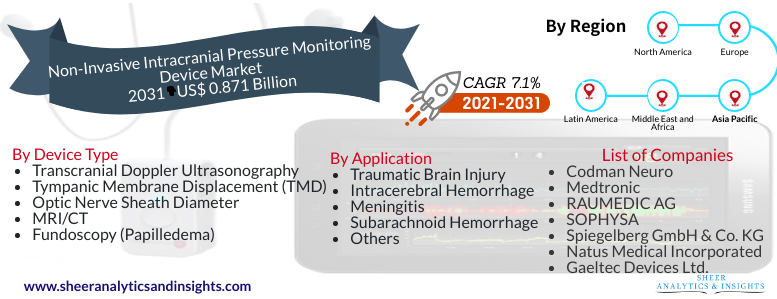 Non-Invasive Intracranial Pressure Monitoring
Device Market
2031 US$ 0.871 Billion
By Region
North America
Europe
Latin America
Middle East and
Africa
Asia Pacific
CAGR 7.1%
2021-2031
By Device Type
• Transcranial Doppler Ultrasonography
• Tympanic Membrane Displacement (TMD)
• Optic Nerve Sheath Diameter
• MRI/CT
• Fundoscopy (Papilledema)
By Application
• Traumatic Brain Injury
• Intracerebral Hemorrhage
• Meningitis
• Subarachnoid Hemorrhage
• Others
List of Companies
• Codman Neuro
• Medtronic
• RAUMEDIC AG
• SOPHYSA
• Spiegelberg GmbH & Co. KG
• Natus Medical Incorporated
• Gaeltec Devices Ltd.
SAMSUNG
www.sheeranalyticsandinsights.com
SHEER
ANALYTICS & INSIGHTS